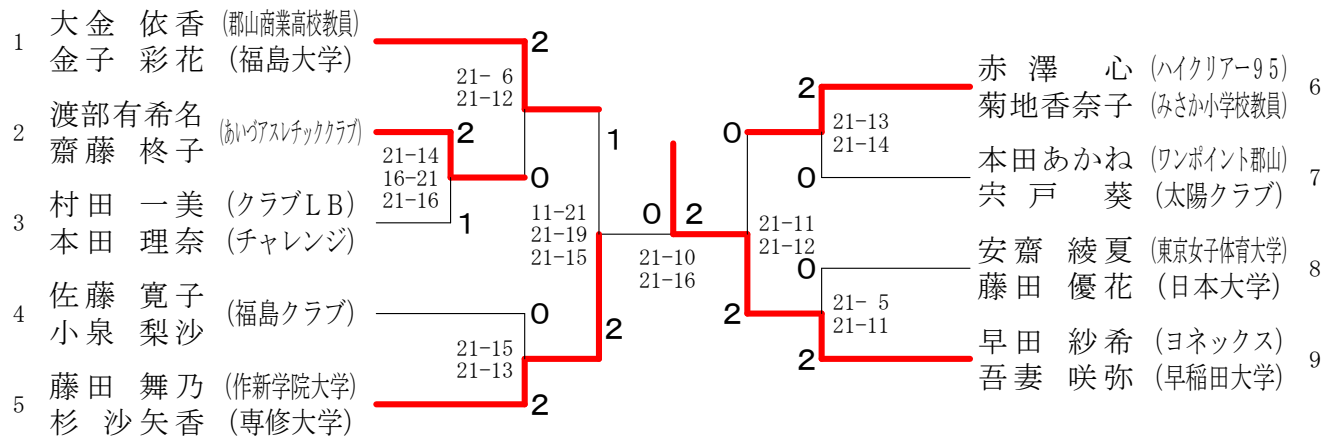 1 大金 依香 (郡山商業高校教員)
金子 彩花 (福島大学)
2 渡部有希名 (あいづアスレチッククラブ)
齋藤 柊子
3 村田 一美 (クラブLB)
本田 理奈 (チャレンジ)
4 佐藤 寛子 (福島クラブ)
小泉 梨沙
5 藤田 舞乃 (作新学院大学)
杉 沙矢香 (専修大学)
2
21- 6
21-12
2
21-14
16-21
21-16
0
1
1
11-21
21-19
21-15
0
21-15
13
21-13
2
2
0 2
21-10
21-16
0
21-11
21-12
2
2
21-13
21-14
0
0
21- 5
21-11
2
赤澤 心 (ハイクリアー95) 6
菊地香奈子 (みさか小学校教員)
本田あかね (ワンポイント郡山) 7
宍戸 葵 (太陽クラブ)
安齋 綾夏 (東京女子体育大学) 8
藤田 優花 (日本大学)
早田 紗希 (ヨネックス) 9
吾妻 咲弥 (早稲田大学)